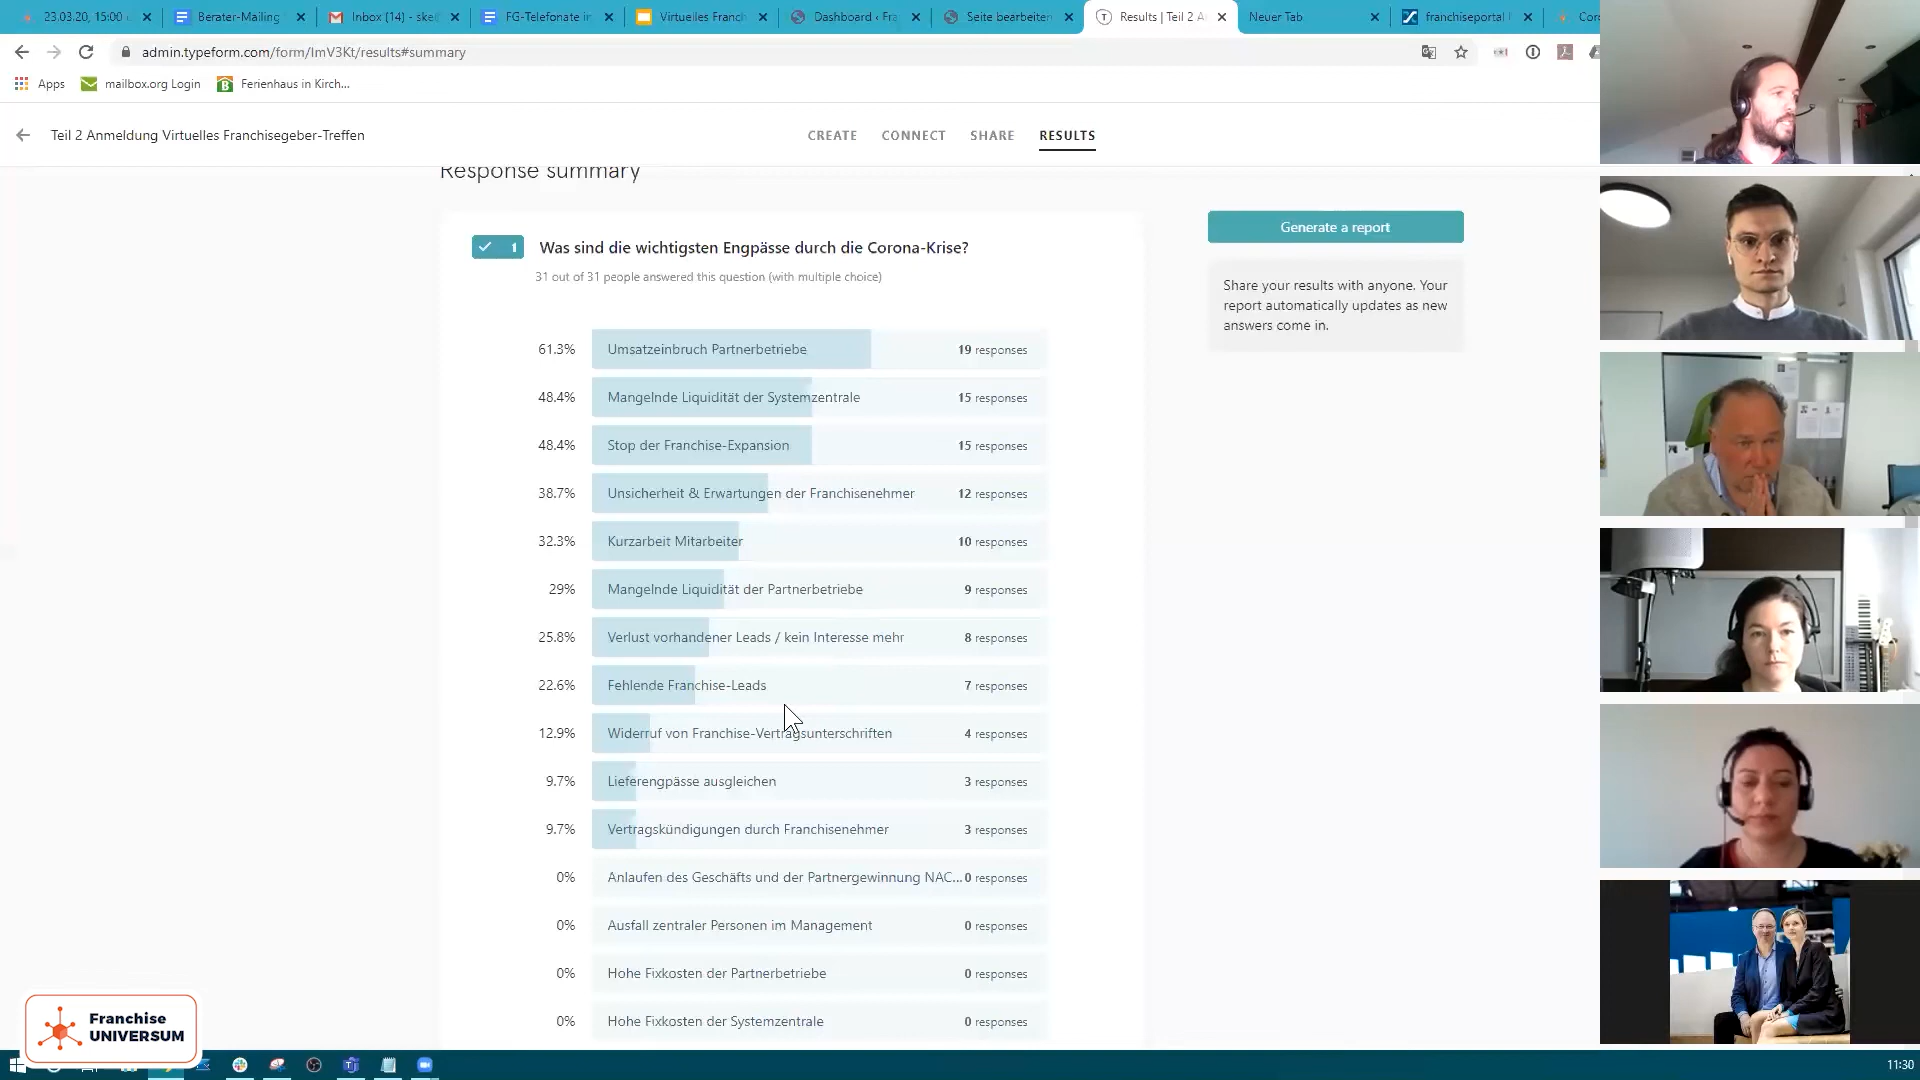 23.03.20, 15:00
Berater-Mailing
Inbox (14) - ske
FG-Telefonate in
Virtuelles Franch
Dashboard ‹ Fra
Seite bearbeiten
Results | Teil 2 A
Neuer Tab
franchiseportal
Cor
admin.typeform.com/form/ImV3Kt/results#summary
Apps
mailbox.org Login
Ferienhaus in Kirch...
Teil 2 Anmeldung Virtuelles Franchisegeber-Treffen
CREATE
CONNECT
SHARE
RESULTS
Response summary
1
Was sind die wichtigsten Engpässe durch die Corona-Krise?
31 out of 31 people answered this question (with multiple choice)
Generate a report
Share your results with anyone. Your
report automatically updates as new
answers come in.
61.3% Umsatzeinbruch Partnerbetriebe 19 responses
48.4% Mangelnde Liquidität der Systemzentrale 15 responses
48.4% Stop der Franchise-Expansion 15 responses
38.7% Unsicherheit & Erwartungen der Franchisenehmer 12 responses
32.3% Kurzarbeit Mitarbeiter 10 responses
29% Mangelnde Liquidität der Partnerbetriebe 9 responses
25.8% Verlust vorhandener Leads / kein Interesse mehr 8 responses
22.6% Fehlende Franchise-Leads 7 responses
12.9% Widerruf von Franchise-Vertragsunterschriften 4 responses
9.7% Lieferengpässe ausgleichen 3 responses
9.7% Vertragskündigungen durch Franchisenehmer 3 responses
0% Anlaufen des Geschäfts und der Partnergewinnung NAC... 0 responses
0% Ausfall zentraler Personen im Management 0 responses
0% Hohe Fixkosten der Partnerbetriebe 0 responses
0% Hohe Fixkosten der Systemzentrale 0 responses
Franchise
UNIVERSUM
11:30